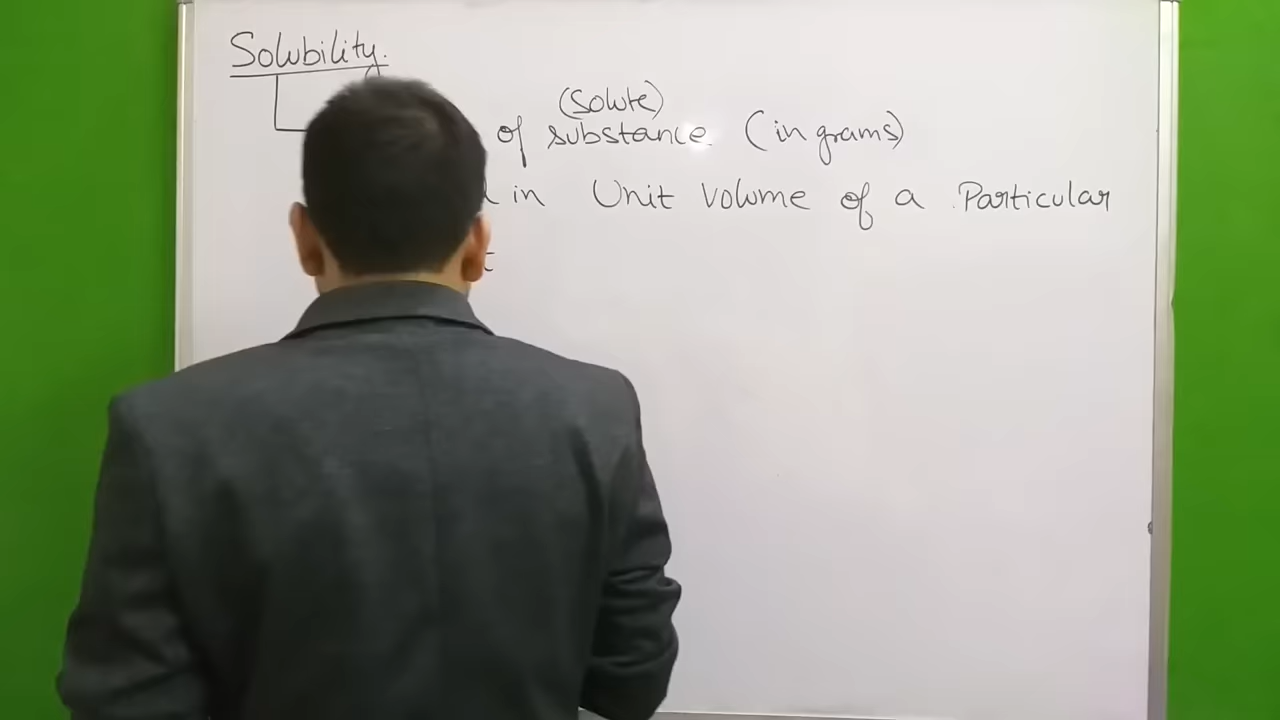 Solubility.
(Solute)
of substance (in grams)
in Unit Volume of a Particular